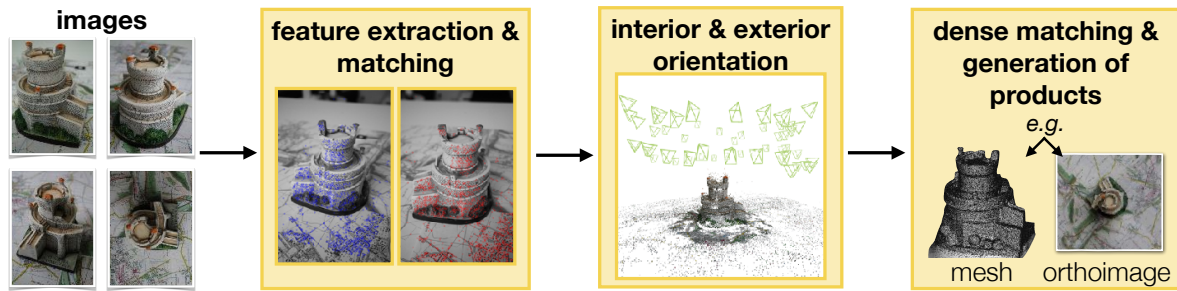 images
feature extraction &
matching
interior & exterior
orientation
dense matching &
generation of
products
e.g.
mesh
orthoimage